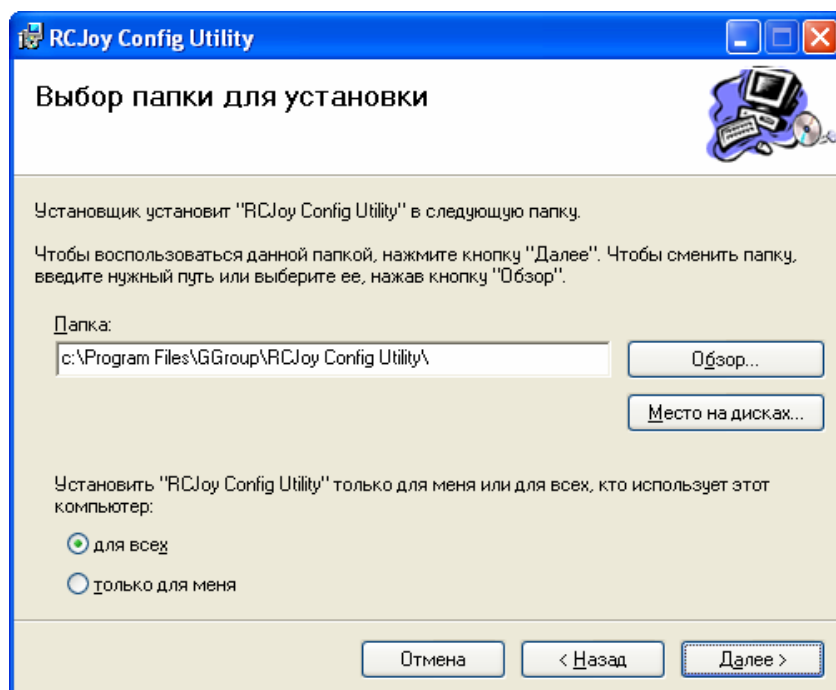 RCJoy Config Utility
Выбор папки для установки
Установщик установит "RCJoy Config Utility" в следующую папку.
Чтобы воспользоваться данной папкой, нажмите кнопку "Далее". Чтобы сменить папку,
введите нужный путь или выберите ее, нажав кнопку "Обзор".
Папка:
c:\Program Files\GGroup\RCJoy Config Utility\
Обзор...
Место на дисках...
Установить "RCJoy Config Utility" только для меня или для всех, кто использует этот
компьютер:
для всех
только для меня
Отмена
< Назад
Далее >